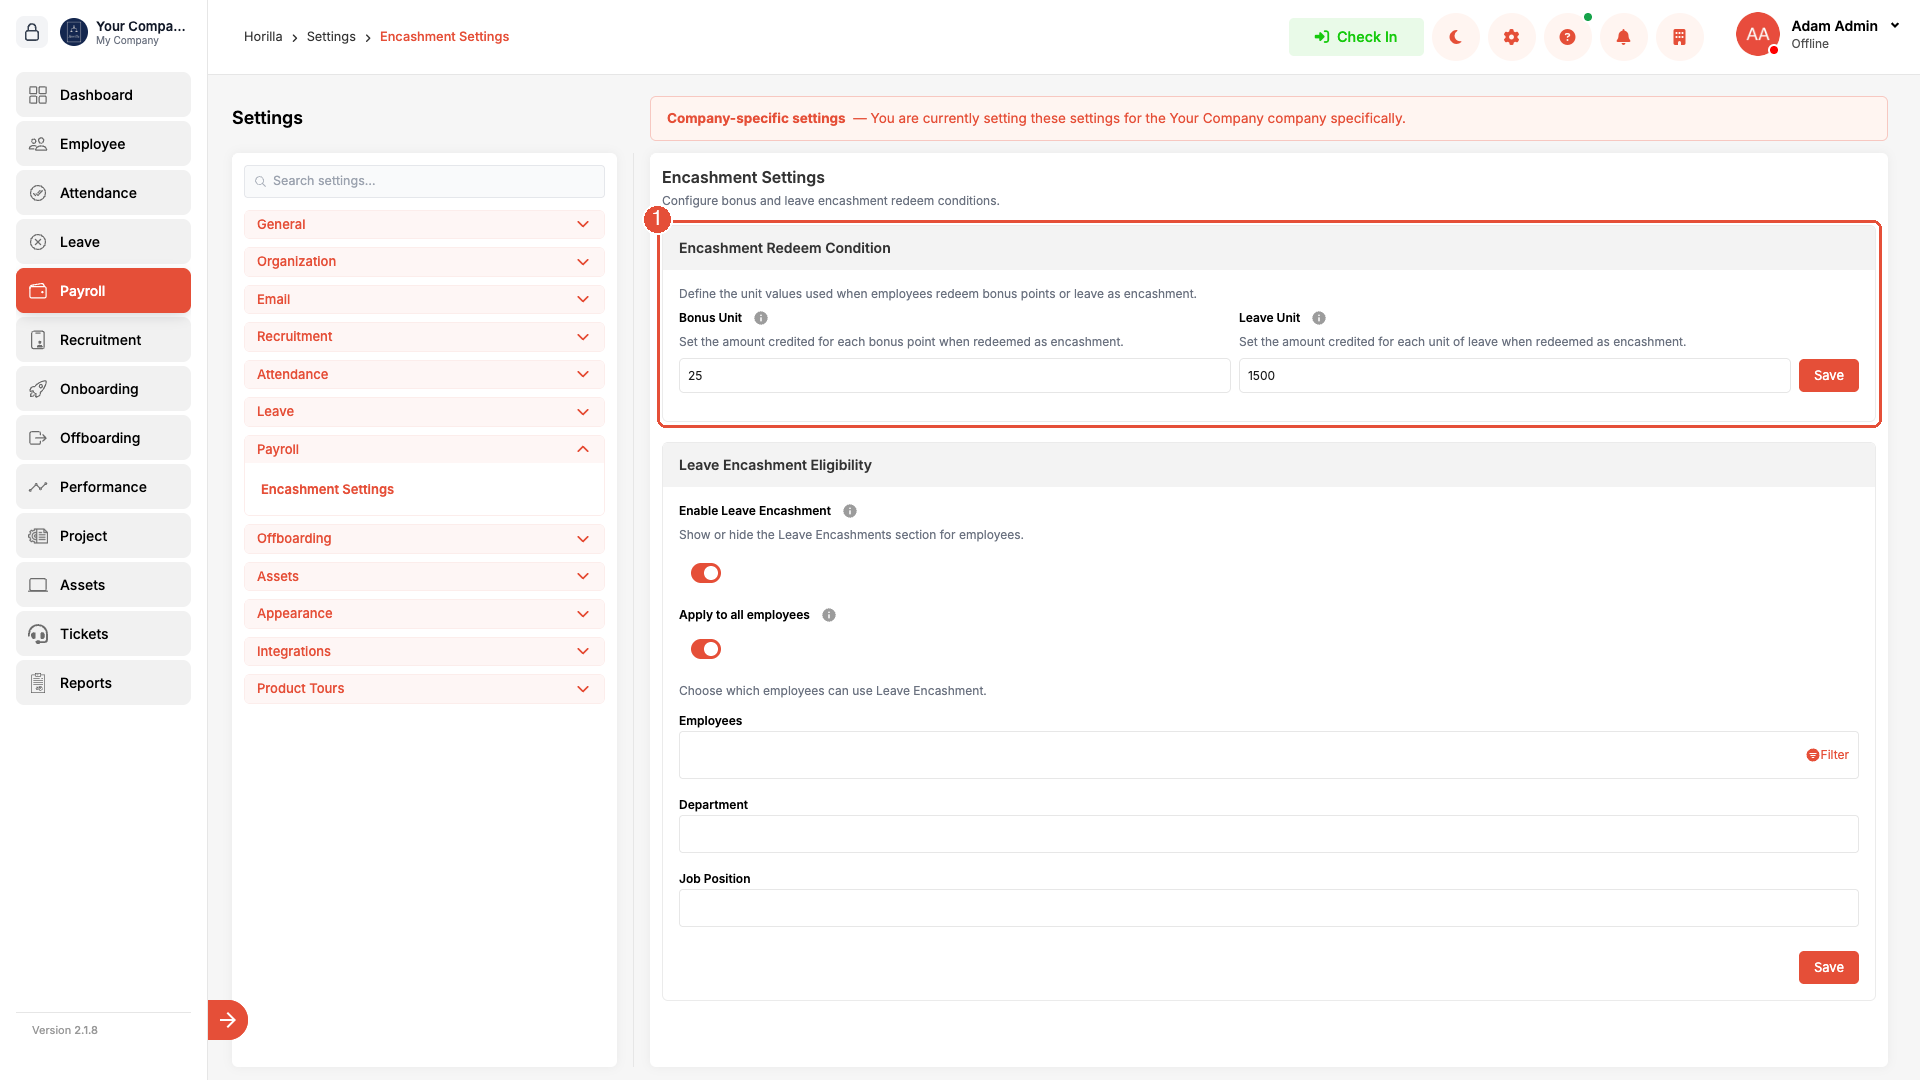 Your Compa...
My Company
Dashboard
Employee
Attendance
Leave
Payroll
Recruitment
Onboarding
Offboarding
Performance
Project
Assets
Tickets
Reports
Version 2.1.8
Horilla > Settings > Encashment Settings
Check In
AA
Adam Admin
Offline
Settings
Search settings...
General
Organization
Email
Recruitment
Attendance
Leave
Payroll
Encashment Settings
Offboarding
Assets
Appearance
Integrations
Product Tours
Company-specific settings — You are currently setting these settings for the Your Company company specifically.
Encashment Settings
Configure bonus and leave encashment redeem conditions.
1
Encashment Redeem Condition
Define the unit values used when employees redeem bonus points or leave as encashment.
Bonus Unit
Set the amount credited for each bonus point when redeemed as encashment.
25
Leave Unit
Set the amount credited for each unit of leave when redeemed as encashment.
1500
Save
Leave Encashment Eligibility
Enable Leave Encashment
Show or hide the Leave Encashments section for employees.
Apply to all employees
Choose which employees can use Leave Encashment.
Employees
Filter
Department
Job Position
Save